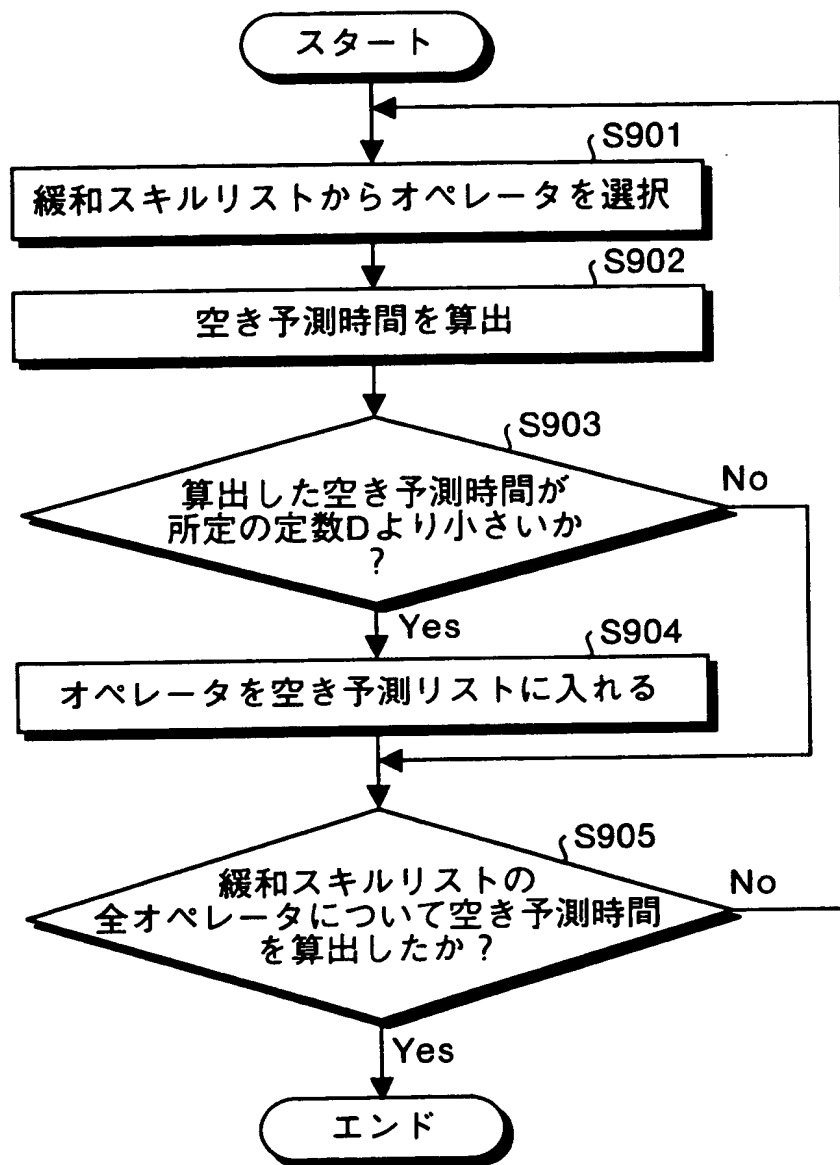 スタート
S901
緩和スキルリストからオペレータを選択
S902
空き予測時間を算出
S903
算出した空き予測時間が
所定の定数Dより小さいか
?
No
Yes
S904
オペレータを空き予測リストに入れる
S905
緩和スキルリストの
全オペレータについて空き予測時間
を算出したか?
No
Yes
エンド